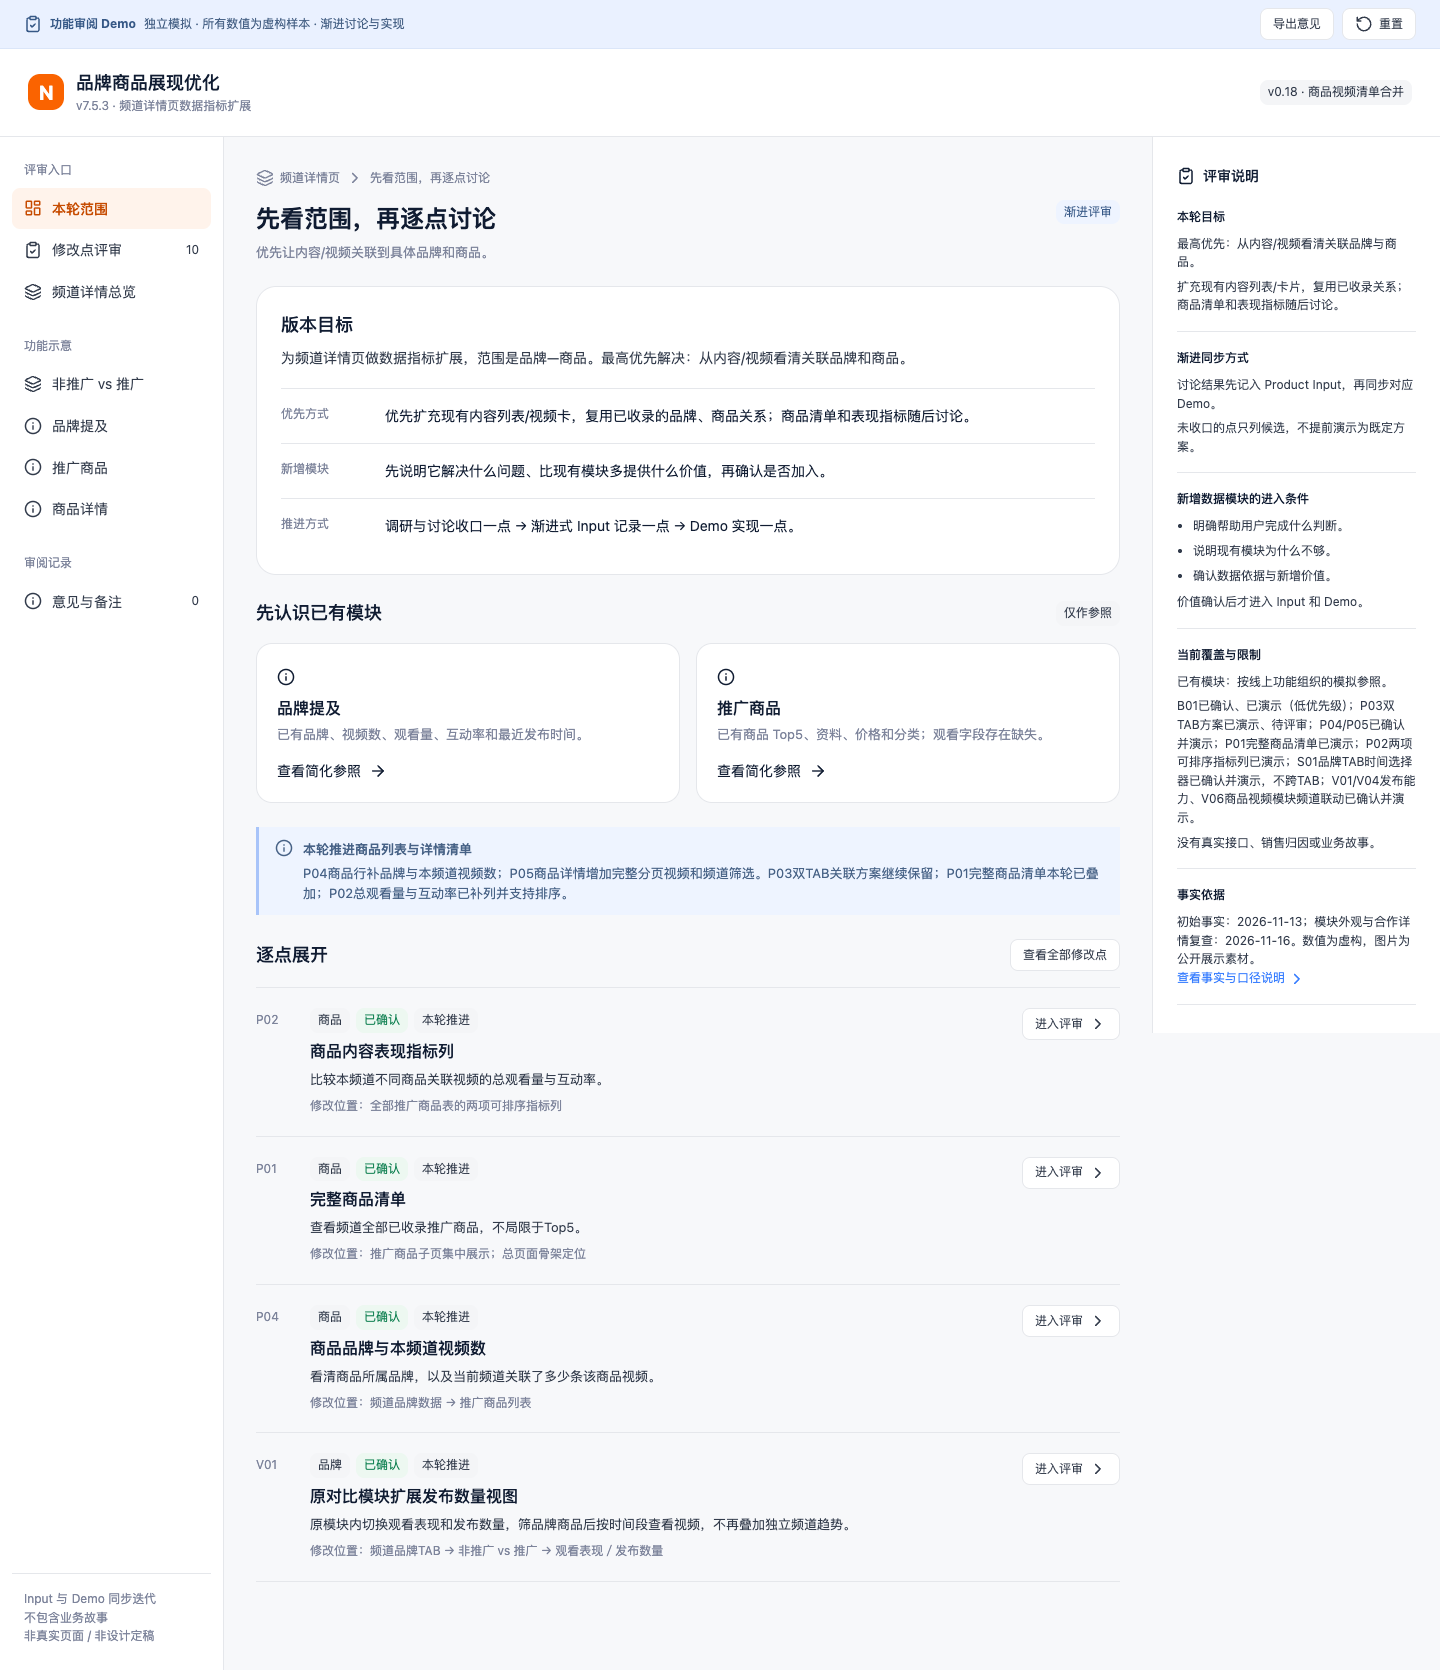 功能审阅 Demo 独立模拟 · 所有数值为虚构样本 · 渐进讨论与实现
导出意见
重置
N
品牌商品展现优化
v7.5.3 · 频道详情页数据指标扩展
v0.18 · 商品视频清单合并
评审入口
本轮范围
修改点评审 10
频道详情总览
功能示意
非推广 vs 推广
品牌提及
推广商品
商品详情
审阅记录
意见与备注 0
Input 与 Demo 同步迭代
不包含业务故事
非真实页面 / 非设计定稿
频道详情页 > 先看范围，再逐点讨论
先看范围，再逐点讨论
渐进评审
优先让内容/视频关联到具体品牌和商品。
版本目标
为频道详情页做数据指标扩展，范围是品牌—商品。最高优先解决：从内容/视频看清关联品牌和商品。
优先方式 优先扩充现有内容列表/视频卡，复用已收录的品牌、商品关系；商品清单和表现指标随后讨论。
新增模块 先说明它解决什么问题、比现有模块多提供什么价值，再确认是否加入。
推进方式 调研与讨论收口一点 → 渐进式 Input 记录一点 → Demo 实现一点。
先认识已有模块
仅作参照
品牌提及
已有品牌、视频数、观看量、互动率和最近发布时间。
查看简化参照 →
推广商品
已有商品 Top5、资料、价格和分类；观看字段存在缺失。
查看简化参照 →
本轮推进商品列表与详情清单
P04商品行补品牌与本频道视频数；P05商品详情增加完整分页视频和频道筛选。P03双TAB关联方案继续保留；P01完整商品清单本轮已叠
加；P02总观看量与互动率已补列并支持排序。
逐点展开
查看全部修改点
P02 商品 已确认 本轮推进
进入评审
商品内容表现指标列
比较本频道不同商品关联视频的总观看量与互动率。
修改位置：全部推广商品表的两项可排序指标列
P01 商品 已确认 本轮推进
进入评审
完整商品清单
查看频道全部已收录推广商品，不局限于Top5。
修改位置：推广商品子页集中展示；总页面骨架定位
P04 商品 已确认 本轮推进
进入评审
商品品牌与本频道视频数
看清商品所属品牌，以及当前频道关联了多少条该商品视频。
修改位置：频道品牌数据 → 推广商品列表
V01 品牌 已确认 本轮推进
进入评审
原对比模块扩展发布数量视图
原模块内切换观看表现和发布数量，筛品牌商品后按时间段查看视频，不再叠加独立频道趋势。
修改位置：频道品牌TAB → 非推广 vs 推广 → 观看表现 / 发布数量
评审说明
本轮目标
最高优先：从内容/视频看清关联品牌与商
品。
扩充现有内容列表/卡片，复用已收录关系；
商品清单和表现指标随后讨论。
渐进同步方式
讨论结果先记入 Product Input，再同步对应
Demo。
未收口的点只列候选，不提前演示为既定方
案。
新增数据模块的进入条件
• 明确帮助用户完成什么判断。
• 说明现有模块为什么不够。
• 确认数据依据与新增价值。
价值确认后才进入 Input 和 Demo。
当前覆盖与限制
已有模块：按线上功能组织的模拟参照。
B01已确认、已演示（低优先级）；P03双
TAB方案已演示、待评审；P04/P05已确认
并演示；P01完整商品清单已演示；P02两项
可排序指标列已演示；S01品牌TAB时间选择
器已确认并演示，不跨TAB；V01/V04发布能
力、V06商品视频模块频道联动已确认并演
示。
没有真实接口、销售归因或业务故事。
事实依据
初始事实：2026-11-13；模块外观与合作详
情复查：2026-11-16。数值为虚构，图片为
公开展示素材。
查看事实与口径说明